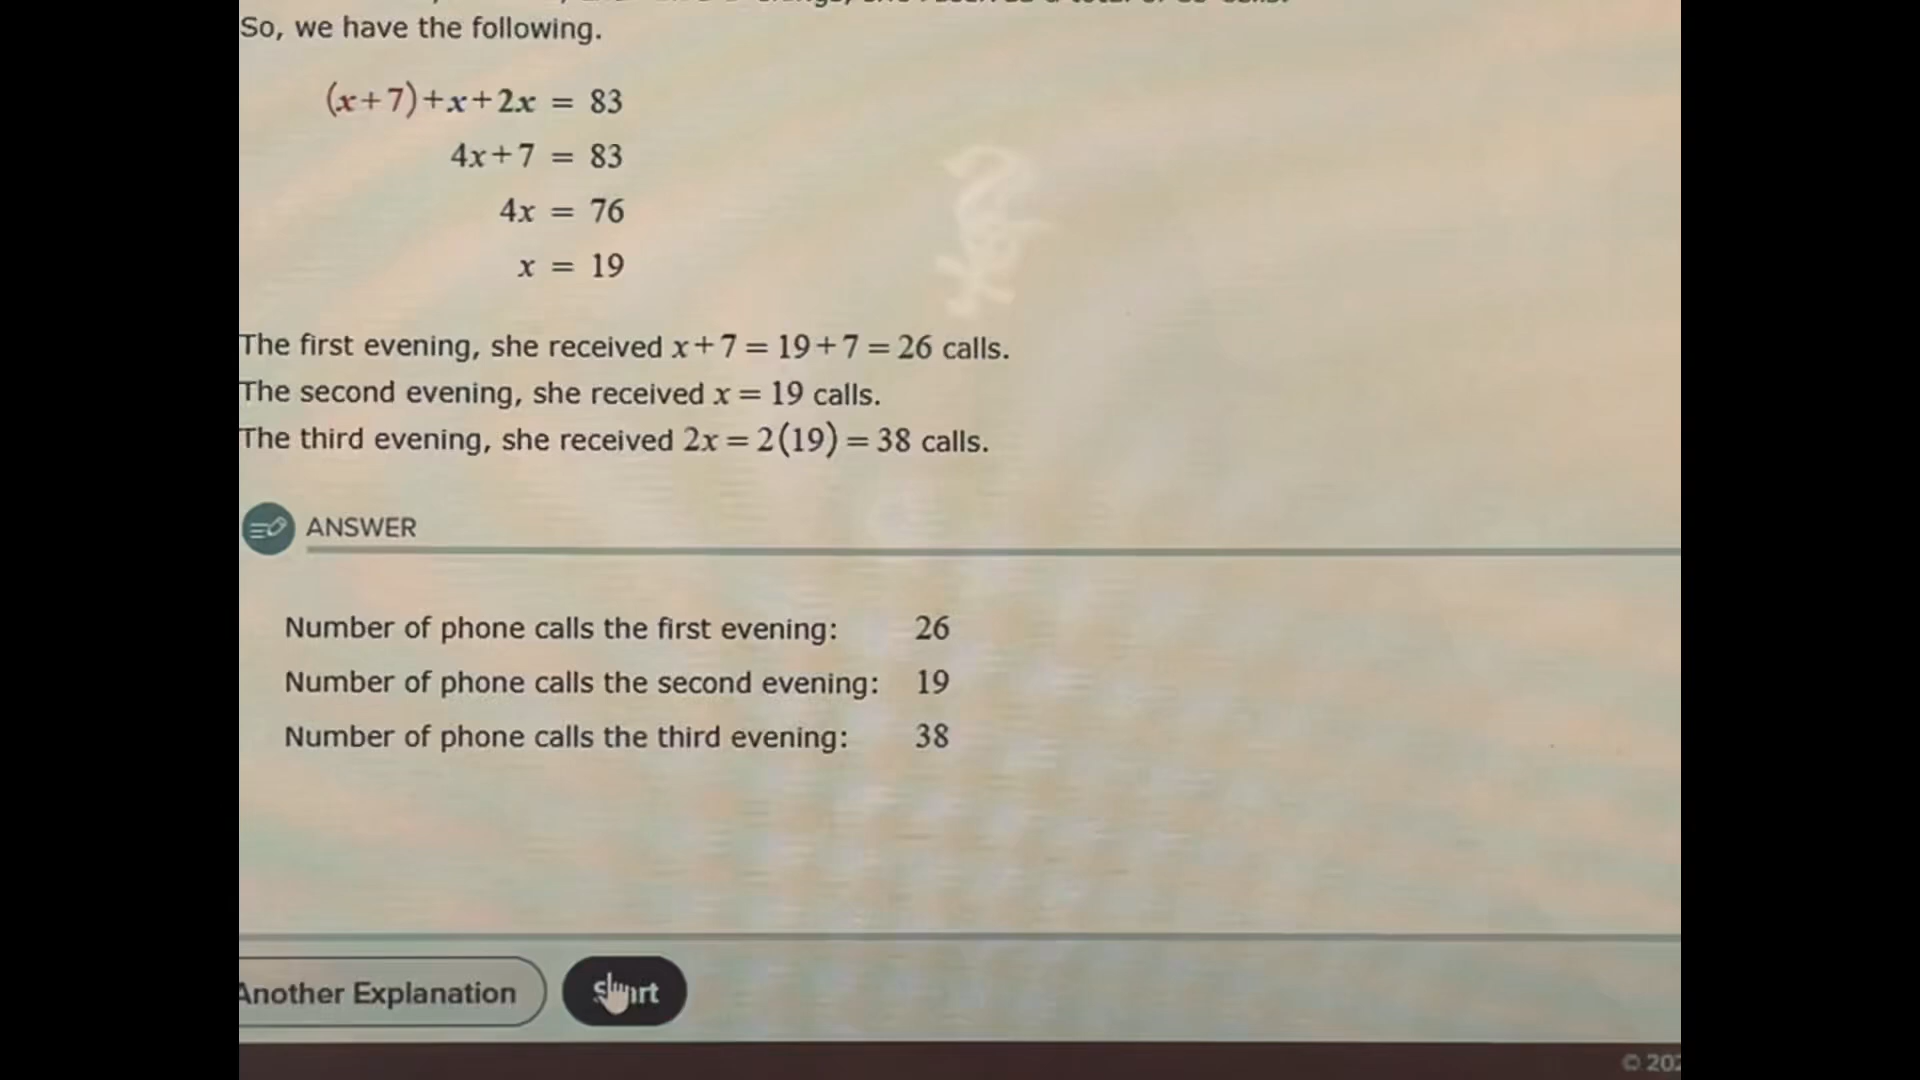 So, we have the following.
(x+7)+x+2x = 83
4x+7 = 83
4x = 76
x = 19
The first evening, she received x+7=19+7=26 calls.
The second evening, she received x=19 calls.
The third evening, she received 2x=2(19)=38 calls.
ANSWER
Number of phone calls the first evening: 26
Number of phone calls the second evening: 19
Number of phone calls the third evening: 38
Another Explanation